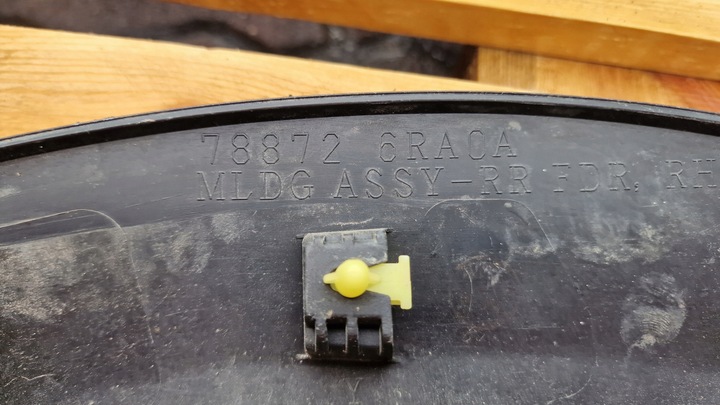 78872 6RA0A
MLDG ASSY-RR FDR, RH